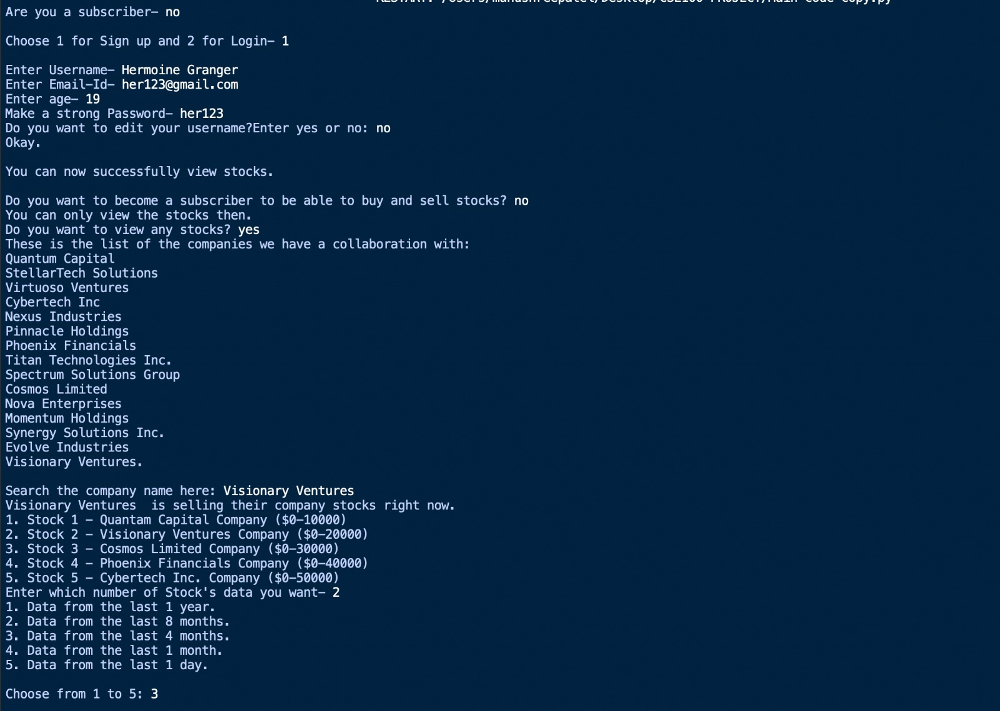 Are you a subscriber- no
Choose 1 for Sign up and 2 for Login- 1
Enter Username- Hermoine Granger
Enter Email-Id- her123@gmail.com
Enter age- 19
Make a strong Password- her123
Do you want to edit your username?Enter yes or no: no
Okay.
You can now successfully view stocks.
Do you want to become a subscriber to be able to buy and sell stocks? no
You can only view the stocks then.
Do you want to view any stocks? yes
These is the list of the companies we have a collaboration with:
Quantum Capital
StellarTech Solutions
Virtuoso Ventures
Cybertech Inc
Nexus Industries
Pinnacle Holdings
Phoenix Financials
Titan Technologies Inc.
Spectrum Solutions Group
Cosmos Limited
Nova Enterprises
Momentum Holdings
Synergy Solutions Inc.
Evolve Industries
Visionary Ventures.
Search the company name here: Visionary Ventures
Visionary Ventures  is selling their company stocks right now.
1. Stock 1 - Quantam Capital Company ($0-10000)
2. Stock 2 - Visionary Ventures Company ($0-20000)
3. Stock 3 - Cosmos Limited Company ($0-30000)
4. Stock 4 - Phoenix Financials Company ($0-40000)
5. Stock 5 - Cybertech Inc. Company ($0-50000)
Enter which number of Stock's data you want- 2
1. Data from the last 1 year.
2. Data from the last 8 months.
3. Data from the last 4 months.
4. Data from the last 1 month.
5. Data from the last 1 day.
Choose from 1 to 5: 3